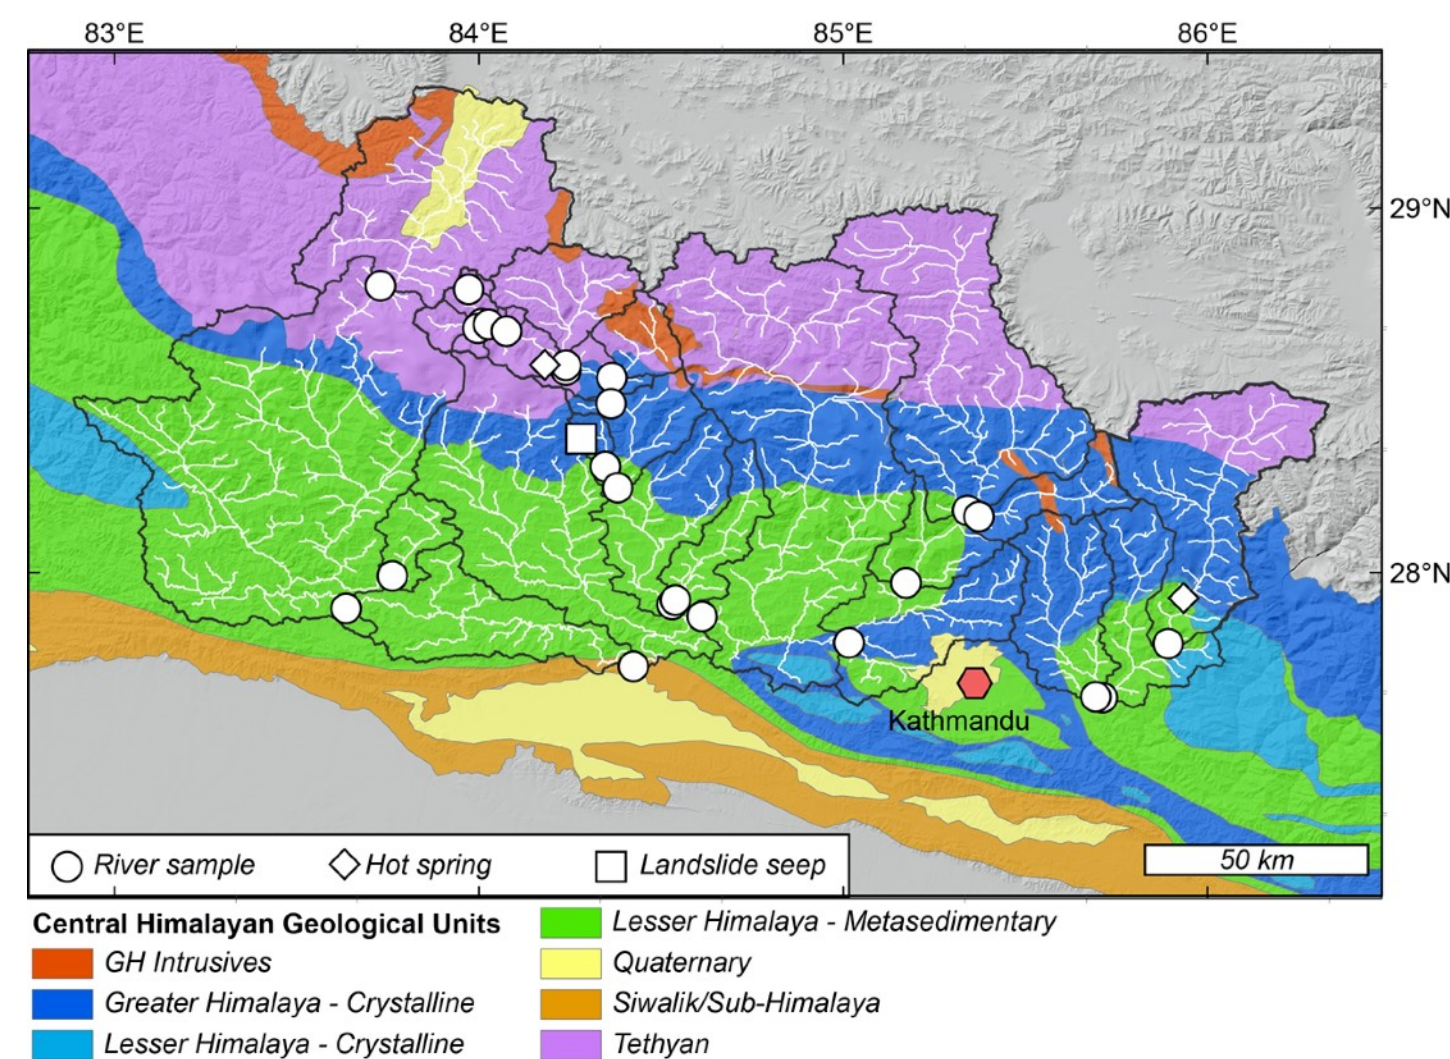 83°E 84°E 85°E 86°E
29°N
28°N
Kathmandu
50 km
River sample Hot spring Landslide seep
Central Himalayan Geological Units
GH Intrusives
Greater Himalaya - Crystalline
Lesser Himalaya - Crystalline
Lesser Himalaya - Metasedimentary
Quaternary
Siwalik/Sub-Himalaya
Tethyan